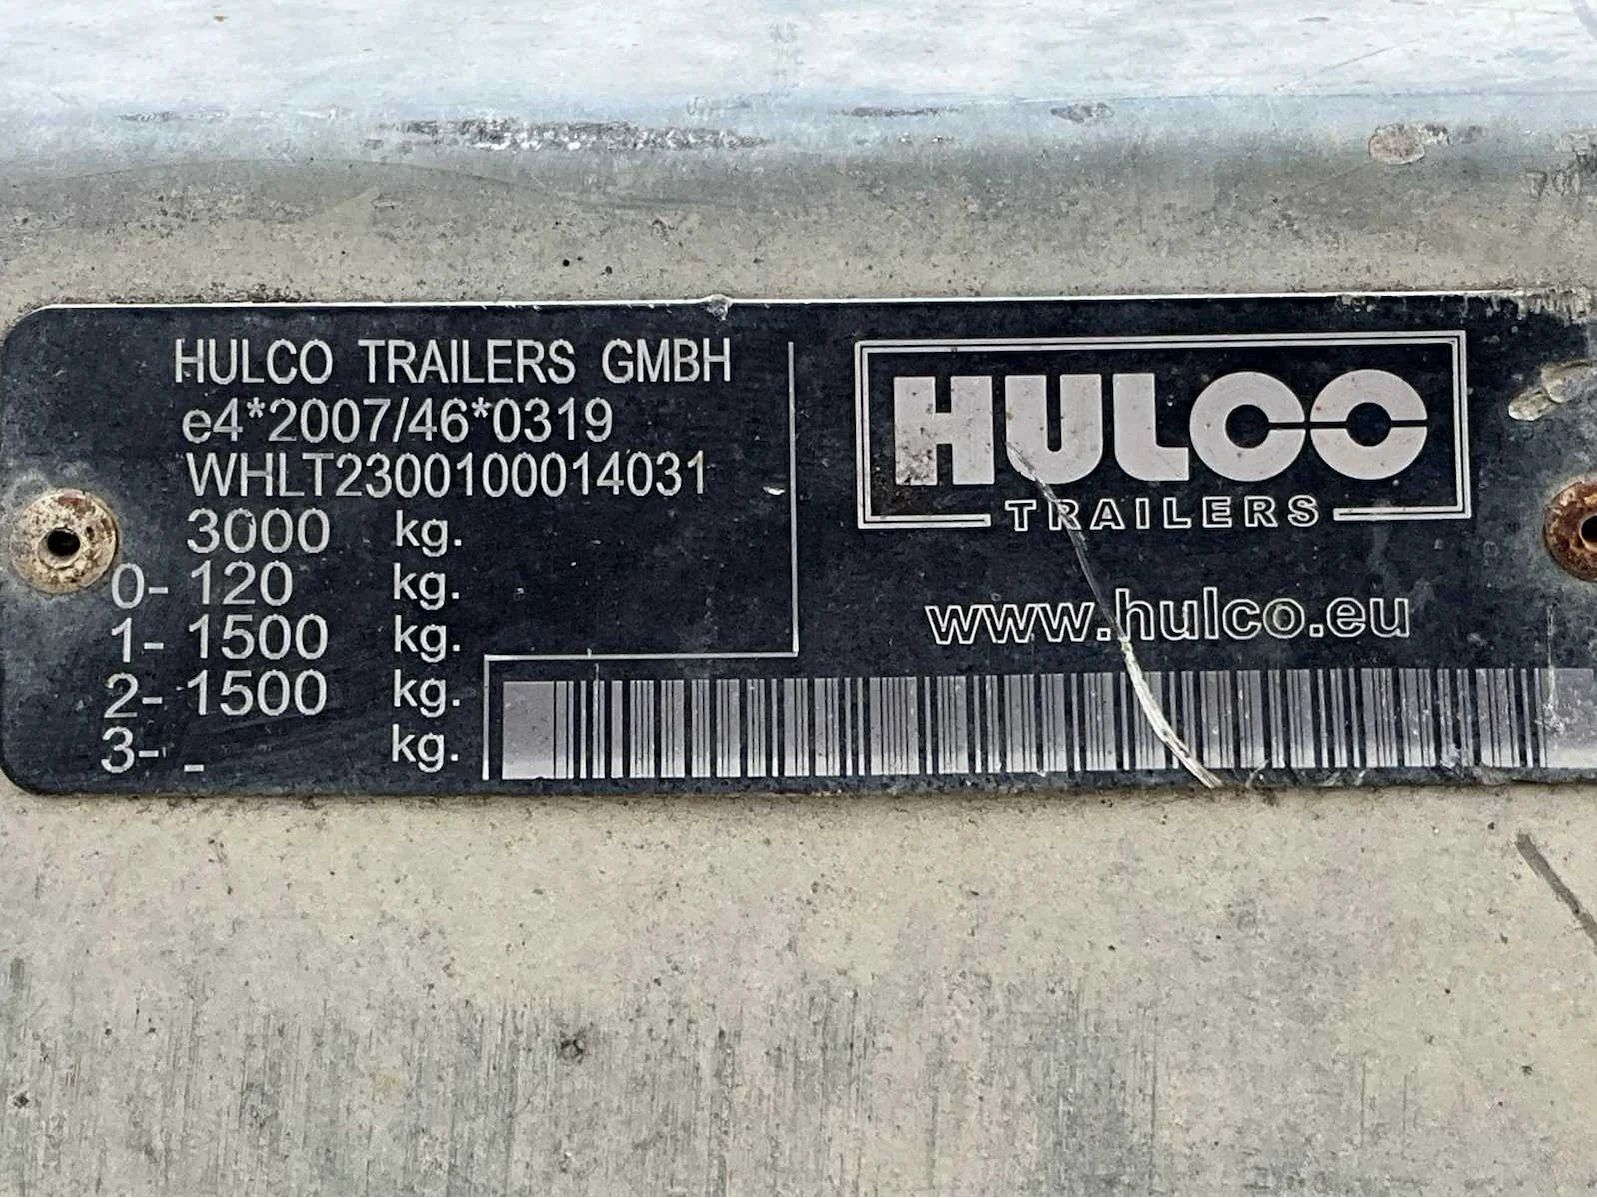 HULCO TRAILERS GMBH
e4*2007/46*0319
WHLT2300100014031
3000 kg.
0- 120 kg.
1- 1500 kg.
2- 1500 kg.
3- - kg.
HULCO
TRAILERS
www.hulco.eu